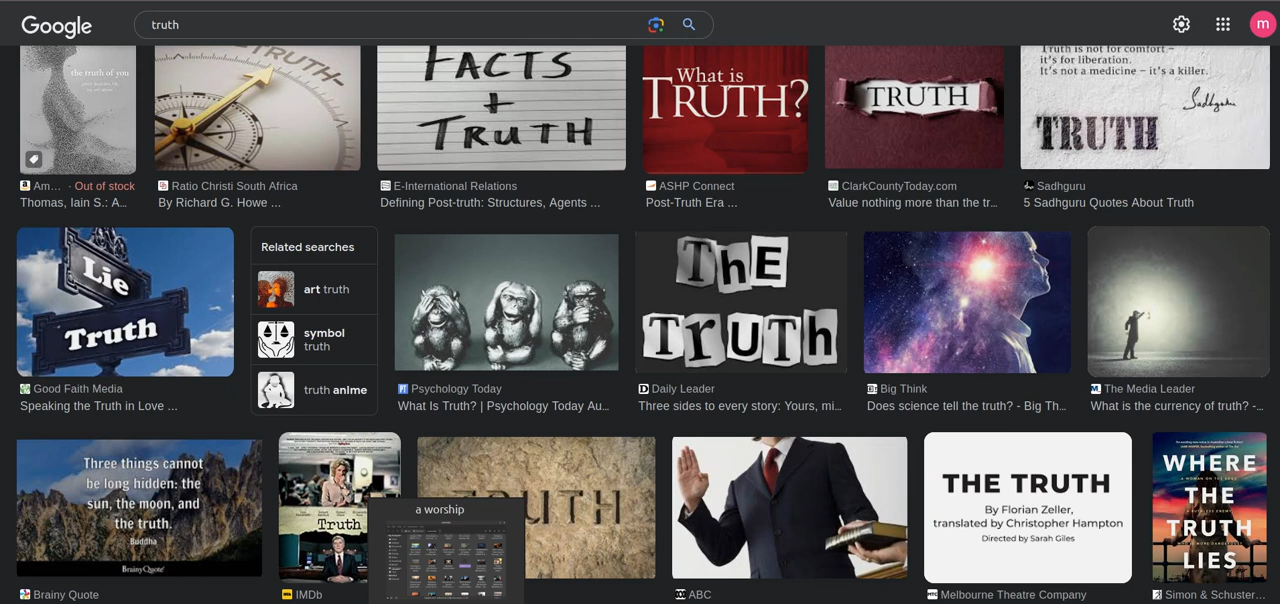 Google
truth
m
the truth of you
TRUTH
FACTS
+
TRUTH
What is
TRUTH?
TRUTH
Truth is not for comfort –
it's for liberation.
It's not a medicine – it's a killer.
Sadhguru
TRUTH
Am... · Out of stock
Thomas, Iain S.: A...
Ratio Christi South Africa
By Richard G. Howe ...
E-International Relations
Defining Post-truth: Structures, Agents ...
ASHP Connect
Post-Truth Era ...
ClarkCountyToday.com
Value nothing more than the tr...
Sadhguru
5 Sadhguru Quotes About Truth
Lie
Truth
Related searches
art truth
symbol
truth
truth anime
ThE
TruTh
Good Faith Media
Speaking the Truth in Love ...
Psychology Today
What Is Truth? | Psychology Today Au...
Daily Leader
Three sides to every story: Yours, mi...
Big Think
Does science tell the truth? - Big Th...
The Media Leader
What is the currency of truth? -...
Three things cannot
be long hidden: the
sun, the moon, and
the truth.
Buddha
BrainyQuote
Truth
a worship
UTH
THE TRUTH
By Florian Zeller,
translated by Christopher Hampton
Directed by Sarah Giles
WHERE
THE
TRUTH
LIES
Brainy Quote
IMDb
ABC
Melbourne Theatre Company
Simon & Schuster...